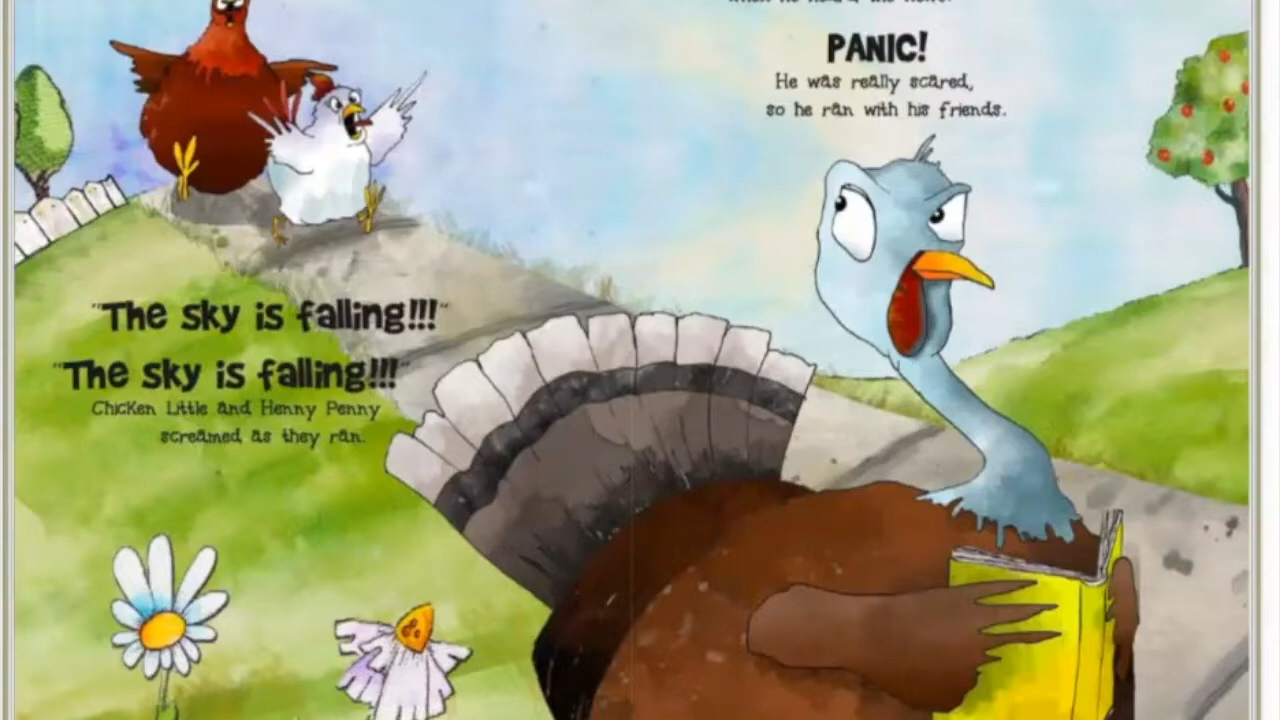 "The sky is falling!!!"
"The sky is falling!!!"
Chicken Little and Henny Penny
screamed as they ran.
PANIC!
He was really scared,
so he ran with his friends.